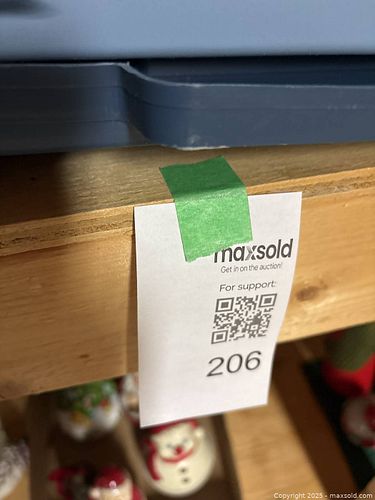 maxsold
Get in on the auction!
For support:
206
Copyright 2025 - maxsold.com